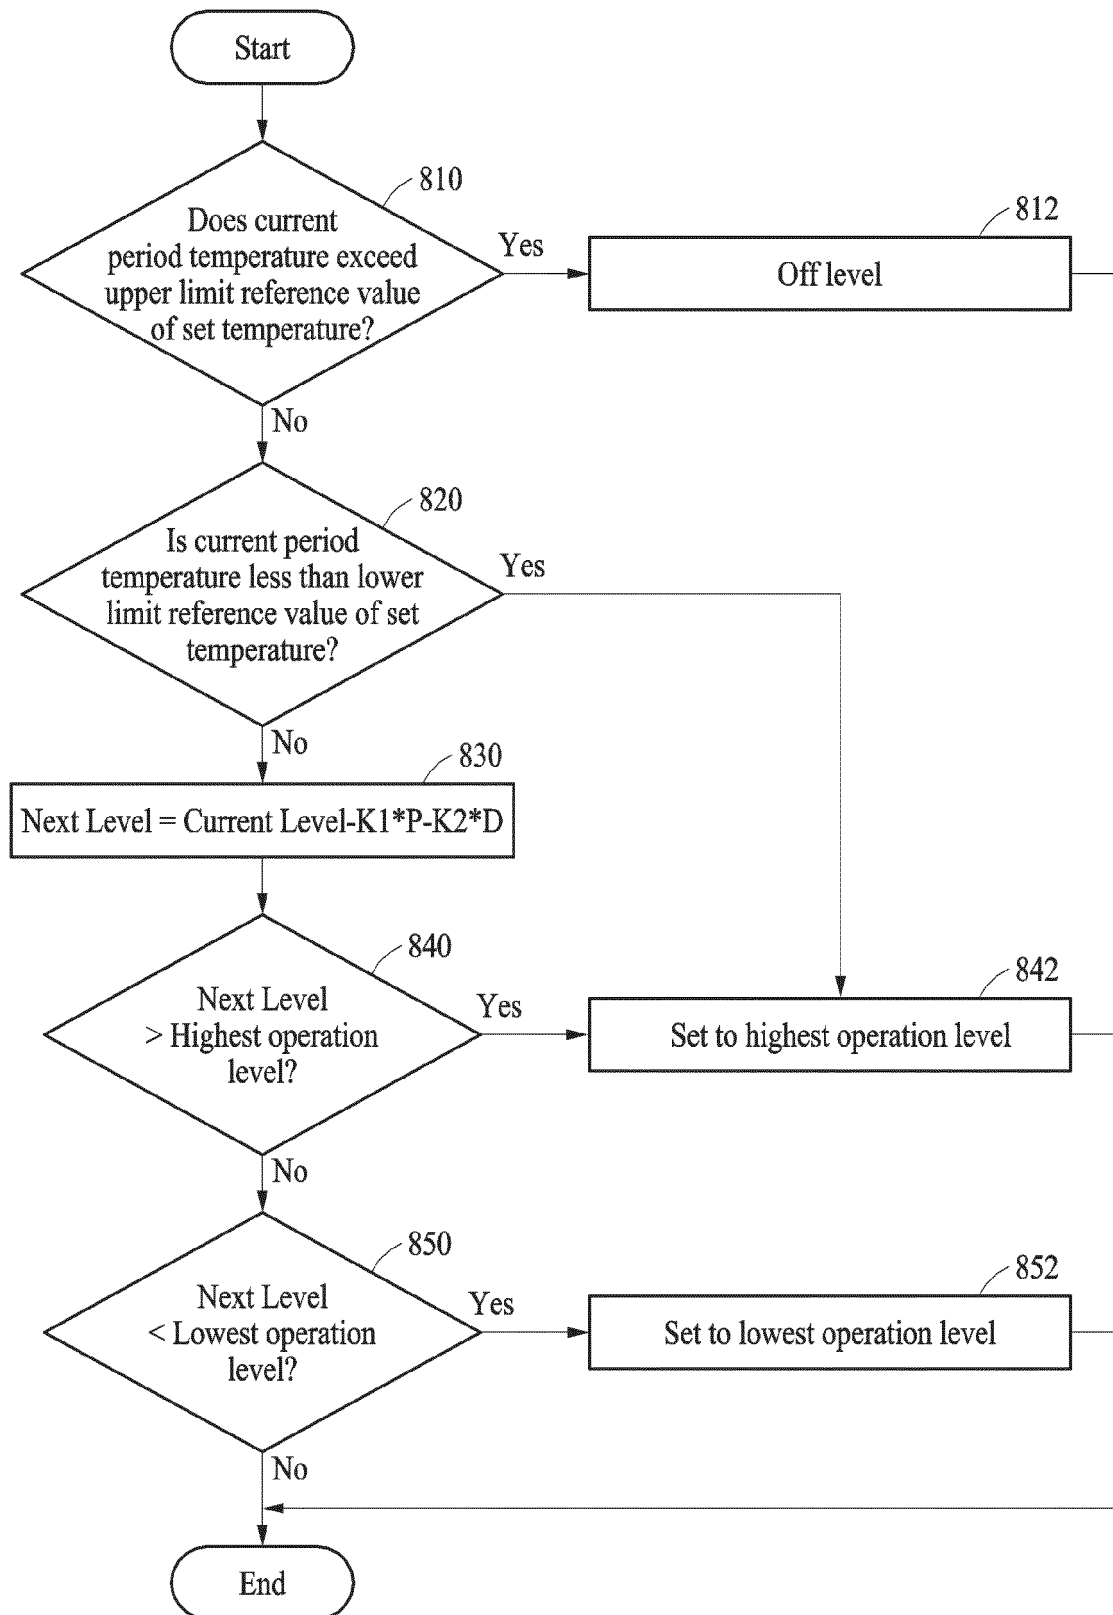 Start
810
Does current
period temperature exceed
upper limit reference value
of set temperature?
Yes
812
Off level
No
820
Is current period
temperature less than lower
limit reference value of set
temperature?
Yes
No
830
Next Level = Current Level-K1*P-K2*D
840
Next Level
> Highest operation
level?
Yes
842
Set to highest operation level
No
850
Next Level
< Lowest operation
level?
Yes
852
Set to lowest operation level
No
End